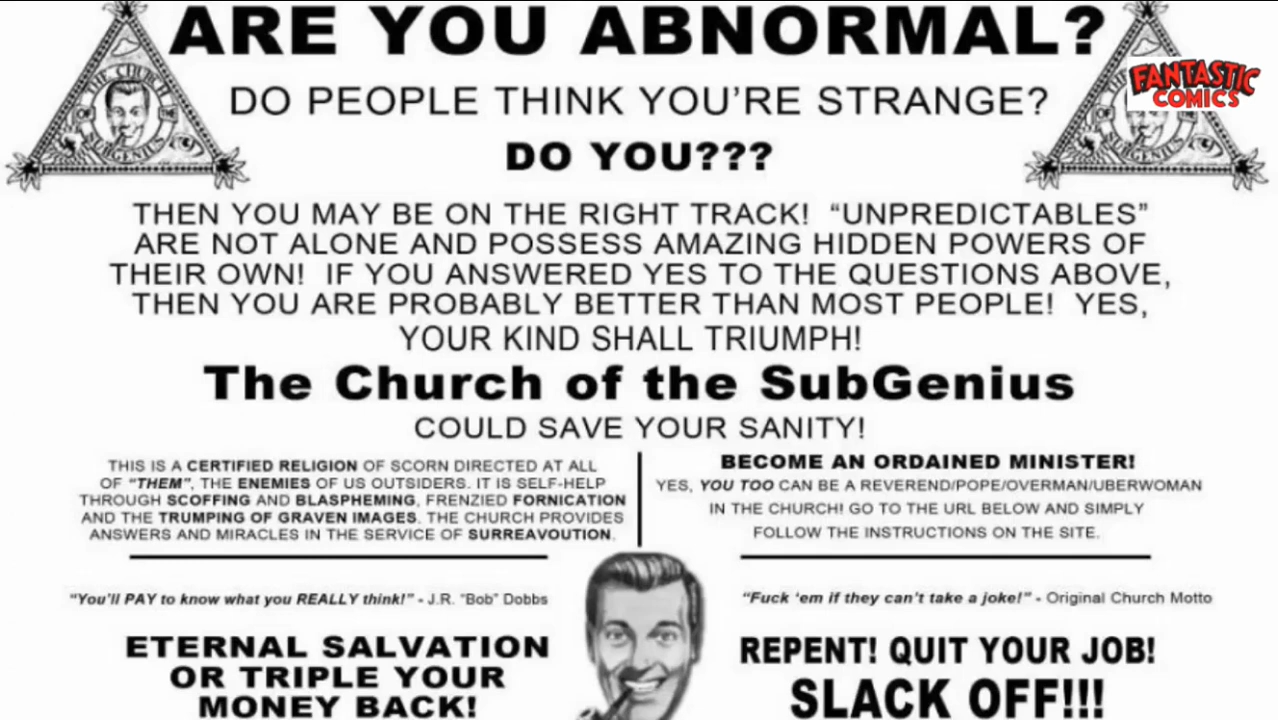 ARE YOU ABNORMAL?
DO PEOPLE THINK YOU'RE STRANGE?
DO YOU???
THE CHURCH
OF
SUBGENIUS
FANTASTIC
COMICS
SUBGENIUS
THEN YOU MAY BE ON THE RIGHT TRACK! “UNPREDICTABLES”
ARE NOT ALONE AND POSSESS AMAZING HIDDEN POWERS OF
THEIR OWN! IF YOU ANSWERED YES TO THE QUESTIONS ABOVE,
THEN YOU ARE PROBABLY BETTER THAN MOST PEOPLE! YES,
YOUR KIND SHALL TRIUMPH!
The Church of the SubGenius
COULD SAVE YOUR SANITY!
THIS IS A CERTIFIED RELIGION OF SCORN DIRECTED AT ALL
OF “THEM”, THE ENEMIES OF US OUTSIDERS. IT IS SELF-HELP
THROUGH SCOFFING AND BLASPHEMING, FRENZIED FORNICATION
AND THE TRUMPING OF GRAVEN IMAGES. THE CHURCH PROVIDES
ANSWERS AND MIRACLES IN THE SERVICE OF SURREAVOUTION.
BECOME AN ORDAINED MINISTER!
YES, YOU TOO CAN BE A REVEREND/POPE/OVERMAN/UBERWOMAN
IN THE CHURCH! GO TO THE URL BELOW AND SIMPLY
FOLLOW THE INSTRUCTIONS ON THE SITE.
“You'll PAY to know what you REALLY think!” - J.R. “Bob” Dobbs
“Fuck ‘em if they can't take a joke!” - Original Church Motto
ETERNAL SALVATION
OR TRIPLE YOUR
MONEY BACK!
REPENT! QUIT YOUR JOB!
SLACK OFF!!!